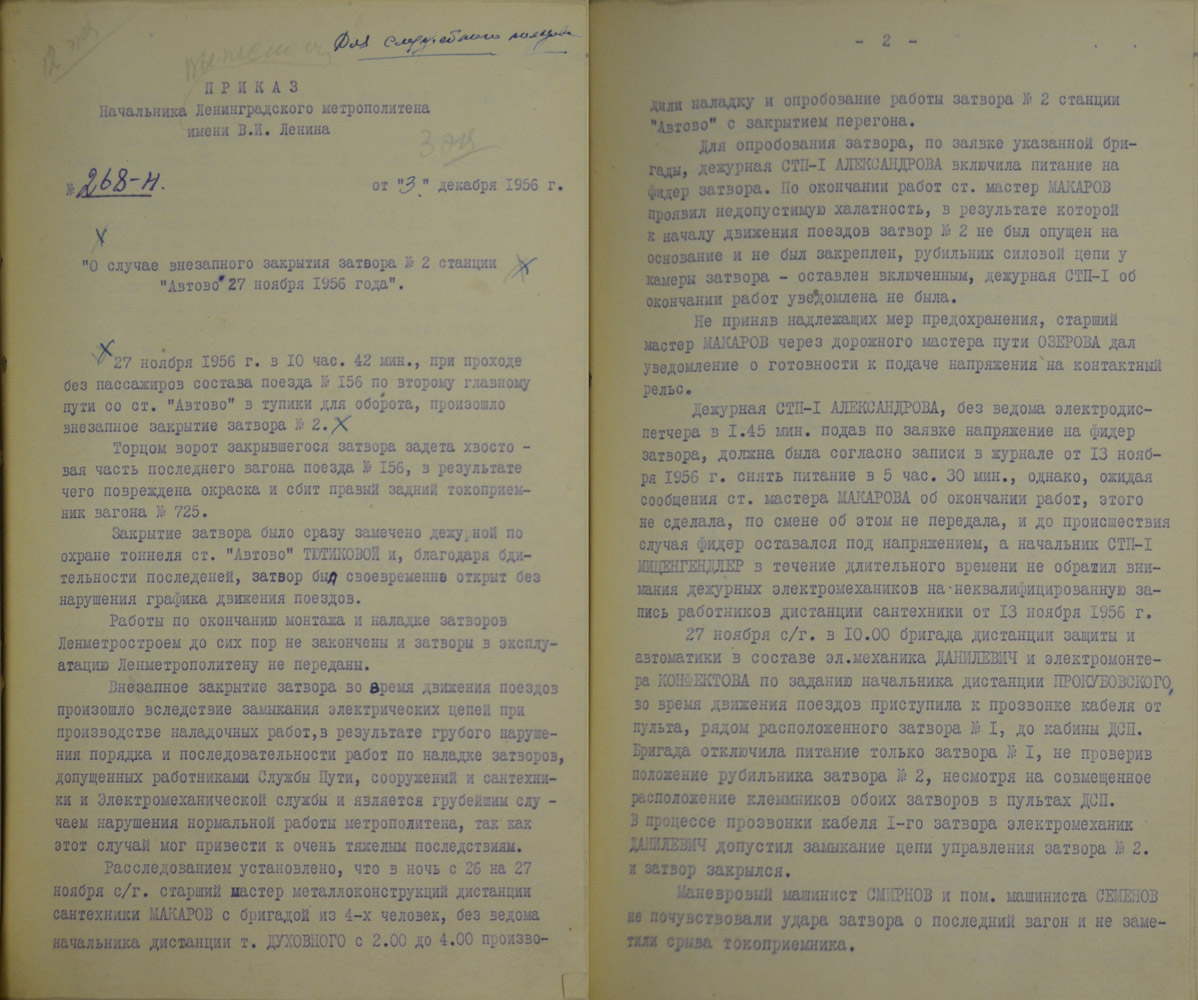 12 экз
Для служебного пользов.
ПРИКАЗ
Начальника Ленинградского метрополитена
имени В.И. Ленина
3 экз
№ 268-Н.
от "3" декабря 1956 г.
"О случае внезапного закрытия затвора № 2 станции
"Автово" 27 ноября 1956 года".
27 ноября 1956 г. в 10 час. 42 мин., при проходе
без пассажиров состава поезда № 156 по второму главному
пути со ст. "Автово" в тупики для оборота, произошло
внезапное закрытие затвора № 2.
Торцом ворот закрывшегося затвора задета хвосто -
вая часть последнего вагона поезда № 156, в результате
чего повреждена окраска и сбит правый задний токоприем-
ник вагона № 725.
Закрытие затвора было сразу замечено дежурной по
охране тоннеля ст. "Автово" ТЮТИКОВОЙ и, благодаря бди-
тельности последеней, затвор был своевременно открыт без
нарушения графика движения поездов.
Работы по окончанию монтажа и наладке затворов
Ленметростроем до сих пор не закончены и затворы в эксплу-
атацию Ленметрополитену не переданы.
Внезапное закрытие затвора во время движения поездов
произошло вследствие замыкания электрических цепей при
производстве наладочных работ,в результате грубого наруше-
ния порядка и последовательности работ по наладке затворов,
допущенных работниками Службы Пути, сооружений и сантехни-
ки и Электромеханической службы и является грубейшим слу -
чаем нарушения нормальной работы метрополитена, так как
этот случай мог привести к очень тяжелым последствиям.
Расследованием установлено, что в ночь с 26 на 27
ноября с/г. старший мастер металлоконструкций дистанции
сантехники МАКАРОВ с бригадой из 4-х человек, без ведома
начальника дистанции т. ДУХОВНОГО с 2.00 до 4.00 произво-
- 2 -
дили наладку и опробование работы затвора № 2 станции
"Автово" с закрытием перегона.
Для опробования затвора, по заявке указанной бри-
гады, дежурная СТП-I АЛЕКСАНДРОВА включила питание на
фидер затвора. По окончании работ ст. мастер МАКАРОВ
проявил недопустимую халатность, в результате которой
к началу движения поездов затвор № 2 не был опущен на
основание и не был закреплен, рубильник силовой цепи у
камеры затвора - оставлен включенным, дежурная СТП-I об
окончании работ уведомлена не была.
Не приняв надлежащих мер предохранения, старший
мастер МАКАРОВ через дорожного мастера пути ОЗЕРОВА дал
уведомление о готовности к подаче напряжения на контактный
рельс.
Дежурная СТП-I АЛЕКСАНДРОВА, без ведома электродис-
петчера в I.45 мин. подав по заявке напряжение на фидер
затвора, должна была согласно записи в журнале от 13 нояб-
ря 1956 г. снять питание в 5 час. 30 мин., однако, ожидая
сообщения ст. мастера МАКАРОВА об окончании работ, этого
не сделала, по смене об этом не передала, и до происшествия
случая фидер оставался под напряжением, а начальник СТП-I
МИЦЕНГЕНДЛЕР в течение длительного времени не обратил вни-
мания дежурных электромехаников на неквалифицированную за-
пись работников дистанции сантехники от 13 ноября 1956 г.
27 ноября с/г. в 10.00 бригада дистанции защиты и
автоматики в составе эл.механика ДАНИЛЕВИЧ и электромонте-
ра КОНФЕКТОВА по заданию начальника дистанции ПРОКУБОВСКОГО,
во время движения поездов приступила к прозвонке кабеля от
пульта, рядом расположенного затвора № I, до кабины ДСП.
Бригада отключила питание только затвора № I, не проверив
положение рубильника затвора № 2, несмотря на совмещенное
расположение клеммников обоих затворов в пультах ДСП.
В процессе прозвонки кабеля I-го затвора электромеханик
ДАНИЛЕВИЧ допустил замыкание цепи управления затвора № 2.
и затвор закрылся.
Маневровый машинист СМИРНОВ и пом. машиниста СЕМЕНОВ
не почувствовали удара затвора о последний вагон и не заме-
тили срыва токоприемника.